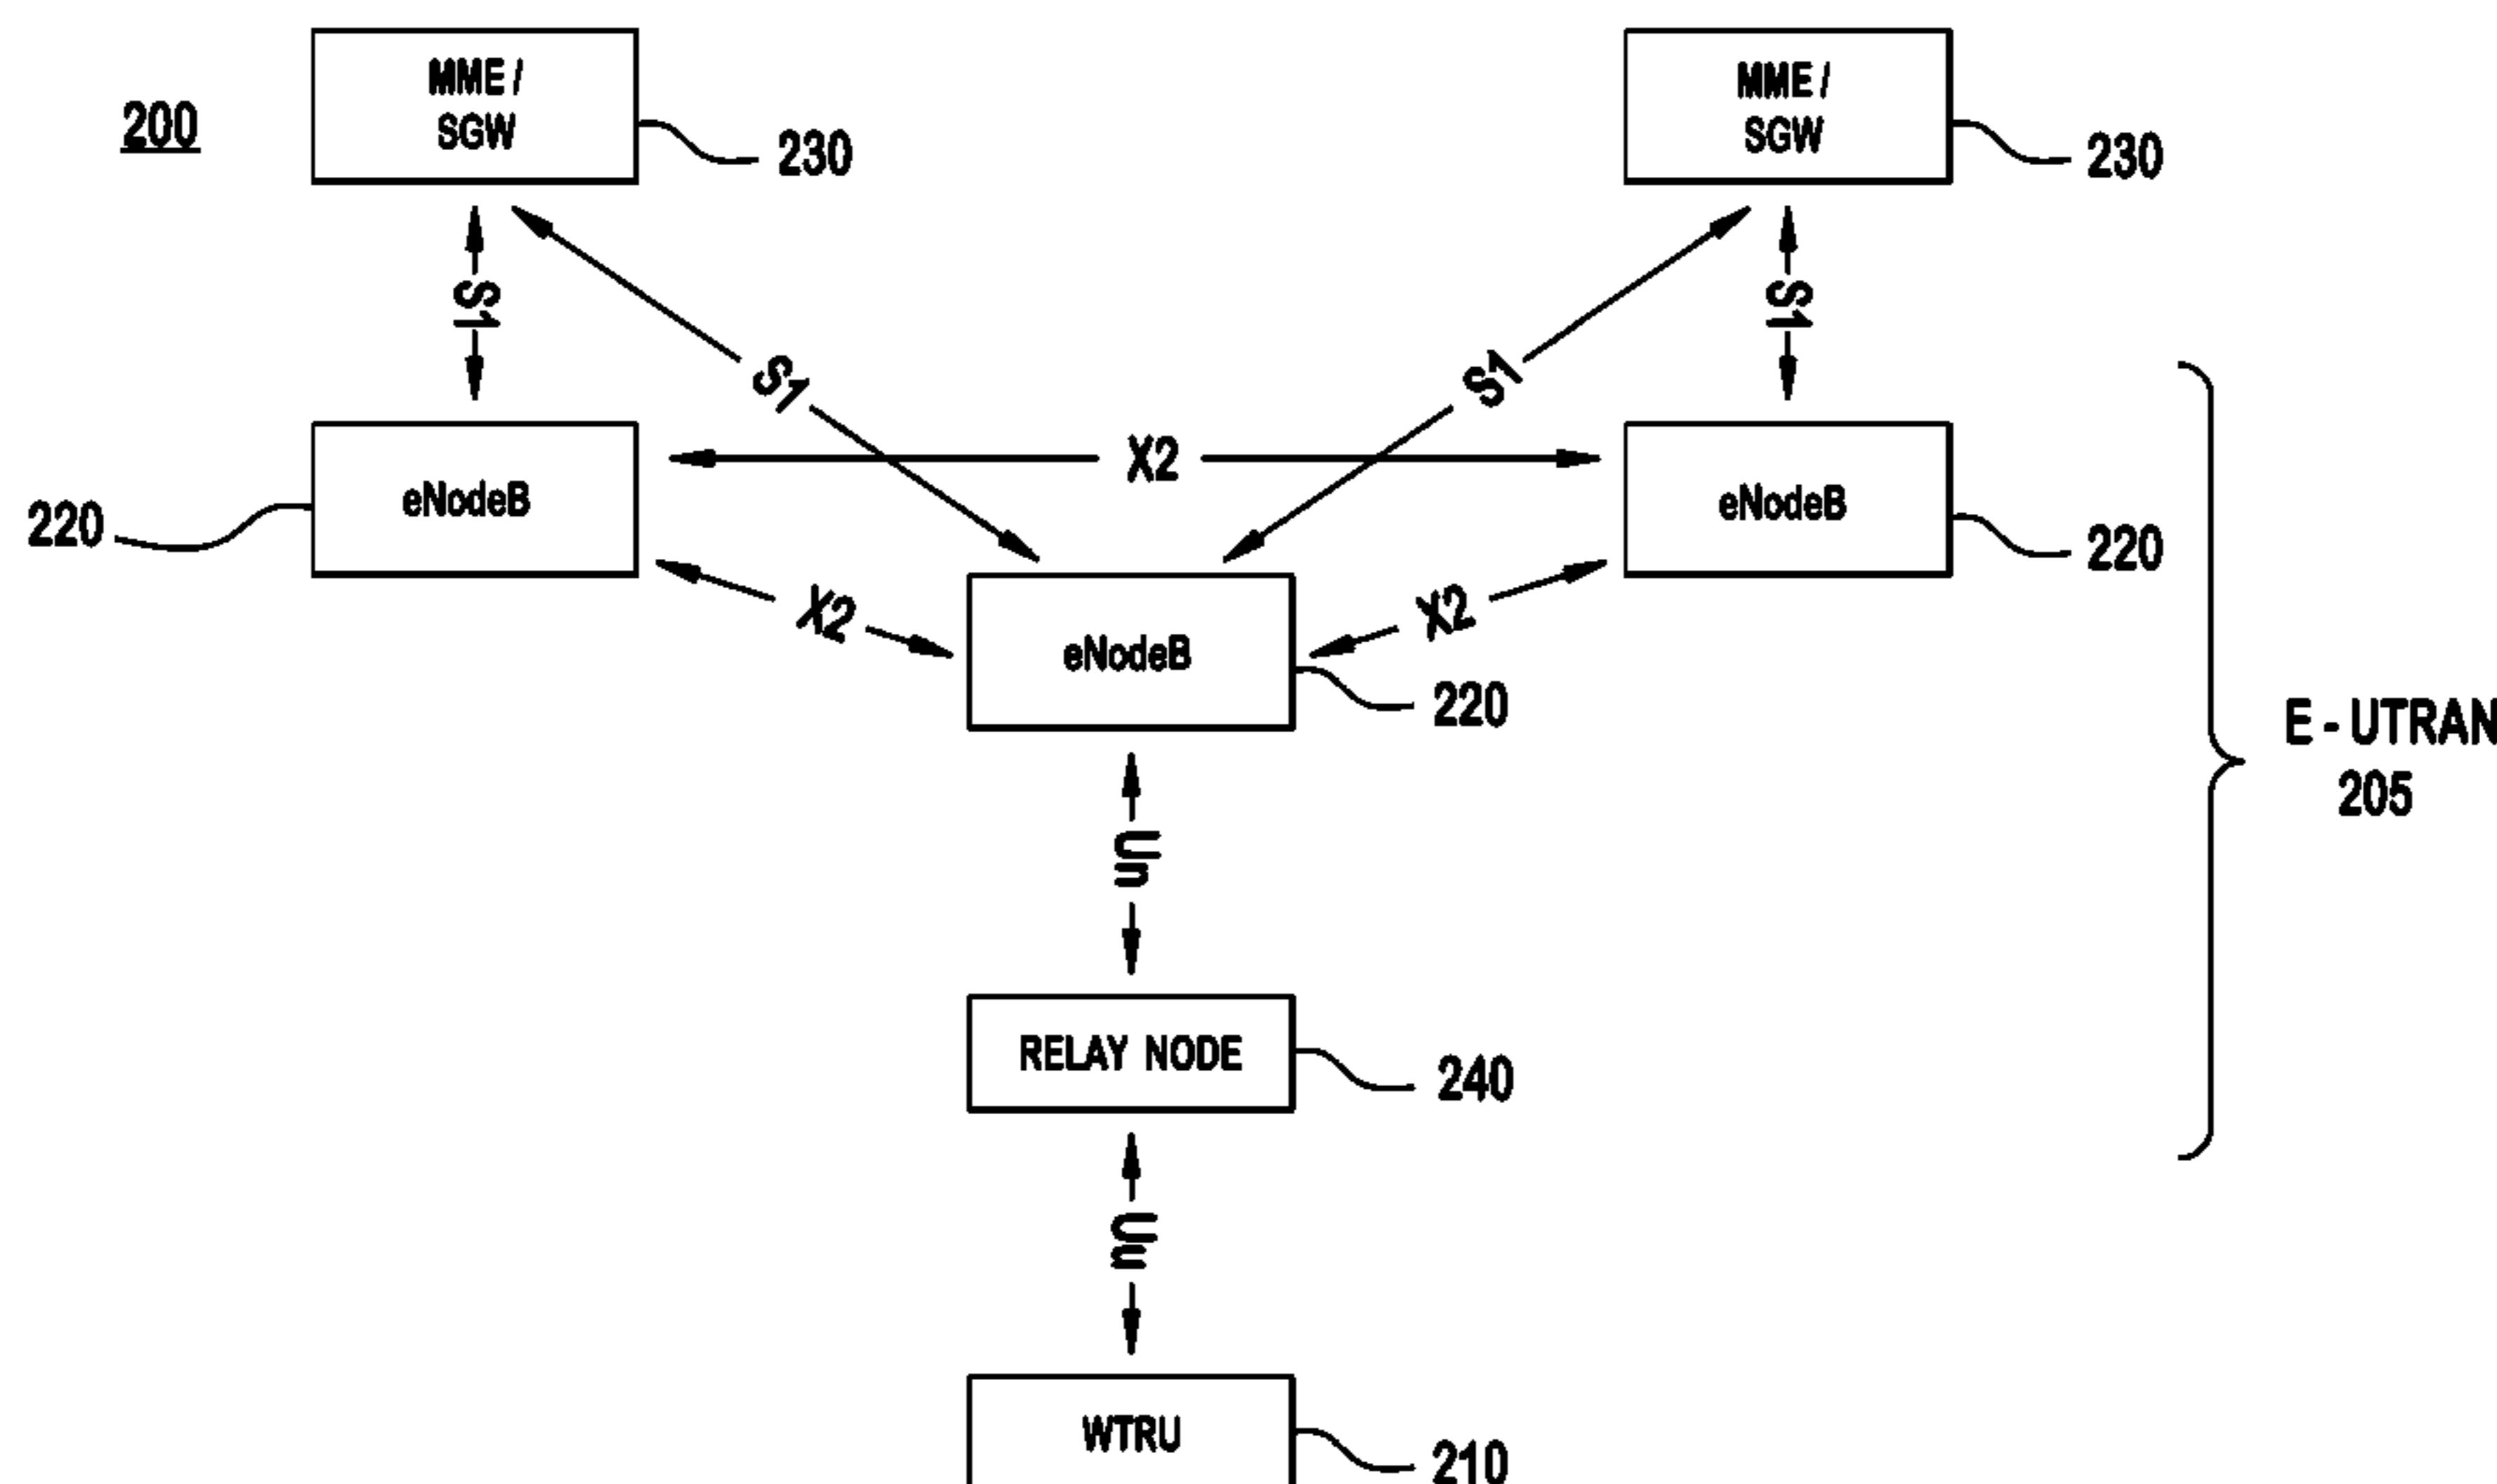 200
MME /
SGW
230
MME /
SGW
230
S1
S1
S1
S1
X2
eNodeB
220
eNodeB
220
X2
X2
eNodeB
220
E - UTRAN
205
Un
RELAY NODE
240
Uu
WTRU
210